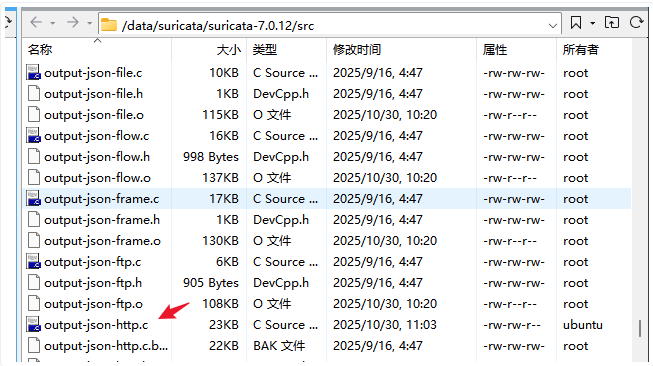 /data/suricata/suricata-7.0.12/src
名称 大小 类型 修改时间 属性 所有者
output-json-file.c 10KB C Source ... 2025/9/16, 4:47 -rw-rw-rw- root
output-json-file.h 1KB DevCpp.h 2025/9/16, 4:47 -rw-rw-rw- root
output-json-file.o 115KB O 文件 2025/10/30, 10:20 -rw-r--r-- root
output-json-flow.c 16KB C Source ... 2025/9/16, 4:47 -rw-rw-rw- root
output-json-flow.h 998 Bytes DevCpp.h 2025/9/16, 4:47 -rw-rw-rw- root
output-json-flow.o 137KB O 文件 2025/10/30, 10:20 -rw-r--r-- root
output-json-frame.c 17KB C Source ... 2025/9/16, 4:47 -rw-rw-rw- root
output-json-frame.h 1KB DevCpp.h 2025/9/16, 4:47 -rw-rw-rw- root
output-json-frame.o 130KB O 文件 2025/10/30, 10:20 -rw-r--r-- root
output-json-ftp.c 6KB C Source ... 2025/9/16, 4:47 -rw-rw-rw- root
output-json-ftp.h 905 Bytes DevCpp.h 2025/9/16, 4:47 -rw-rw-rw- root
output-json-ftp.o 108KB O 文件 2025/10/30, 10:20 -rw-r--r-- root
output-json-http.c 23KB C Source ... 2025/10/30, 11:03 -rw-rw-r-- ubuntu
output-json-http.c.b... 22KB BAK 文件 2025/9/16, 4:47 -rw-rw-rw- root